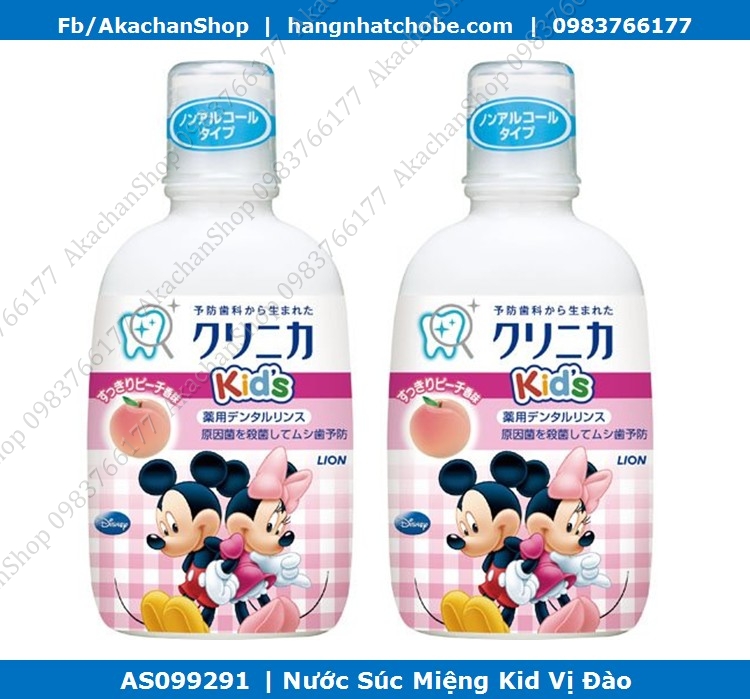 Fb/AkachanShop | hangnhatchobe.com | 0983766177
ノンアルコール
タイプ
予防歯科から生まれた
クリニカ
Kid's
すっきりピーチ香味
薬用デンタルリンス
原因菌を殺菌してムシ歯予防
LION
Disney
ノンアルコール
タイプ
予防歯科から生まれた
クリニカ
Kid's
すっきりピーチ香味
薬用デンタルリンス
原因菌を殺菌してムシ歯予防
LION
Disney
AkachanShop 0983766177 AkachanShop 0983766177 AkachanShop 0983766177
AS099291 | Nước Súc Miệng Kid Vị Đào